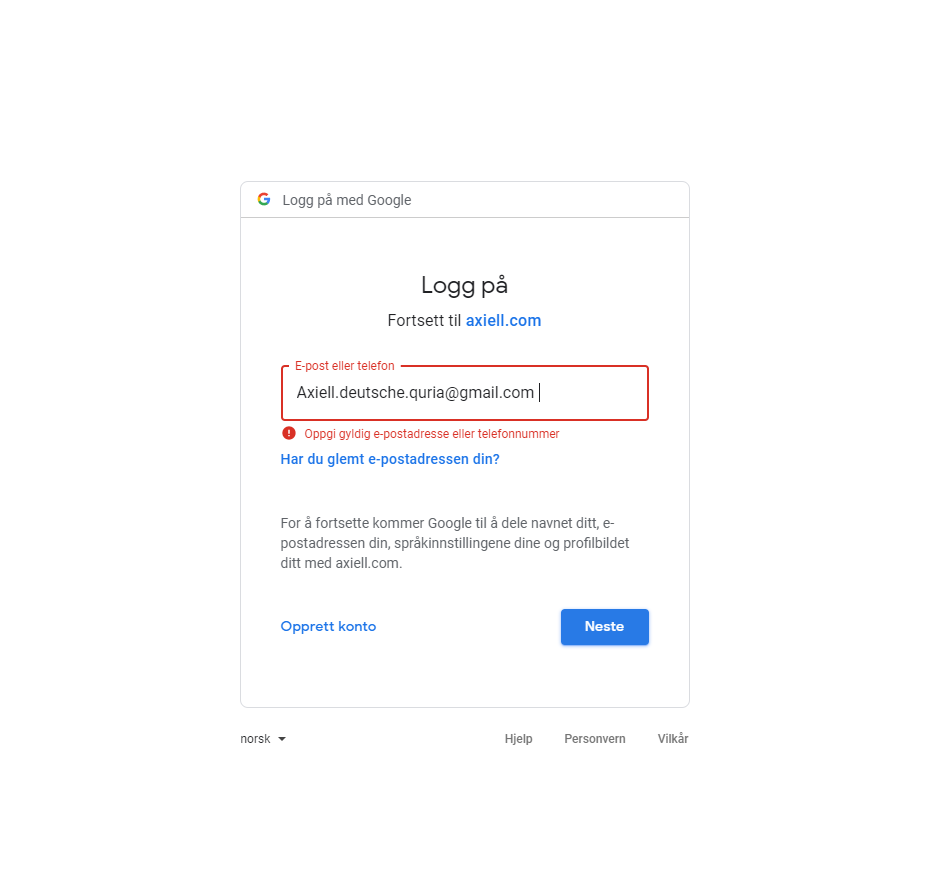 Logg på med Google
Logg på
Fortsett til axiell.com
E-post eller telefon
Axiell.deutsche.quria@gmail.com
Oppgi gyldig e-postadresse eller telefonnummer
Har du glemt e-postadressen din?
For å fortsette kommer Google til å dele navnet ditt, e-
postadressen din, språkinnstillingene dine og profilbildet
ditt med axiell.com.
Opprett konto
Neste
norsk
Hjelp
Personvern
Vilkår